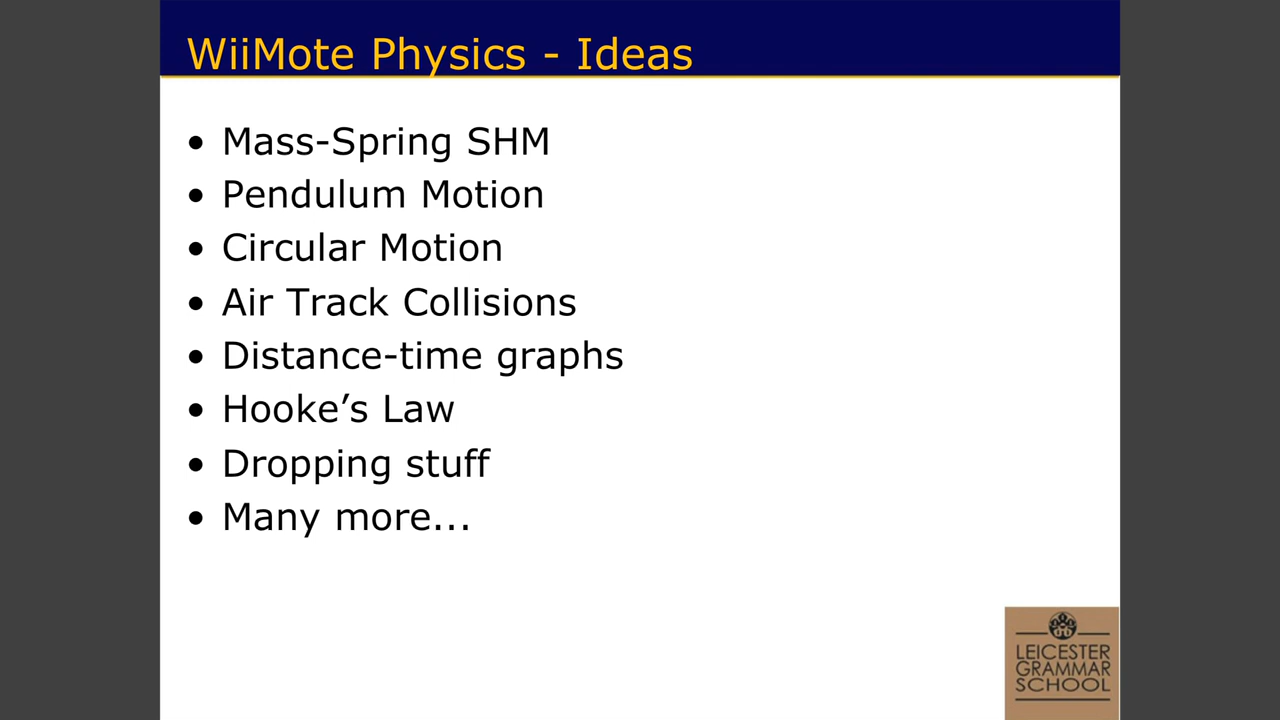 WiiMote Physics - Ideas
• Mass-Spring SHM
• Pendulum Motion
• Circular Motion
• Air Track Collisions
• Distance-time graphs
• Hooke’s Law
• Dropping stuff
• Many more...
LEICESTER
GRAMMAR
SCHOOL